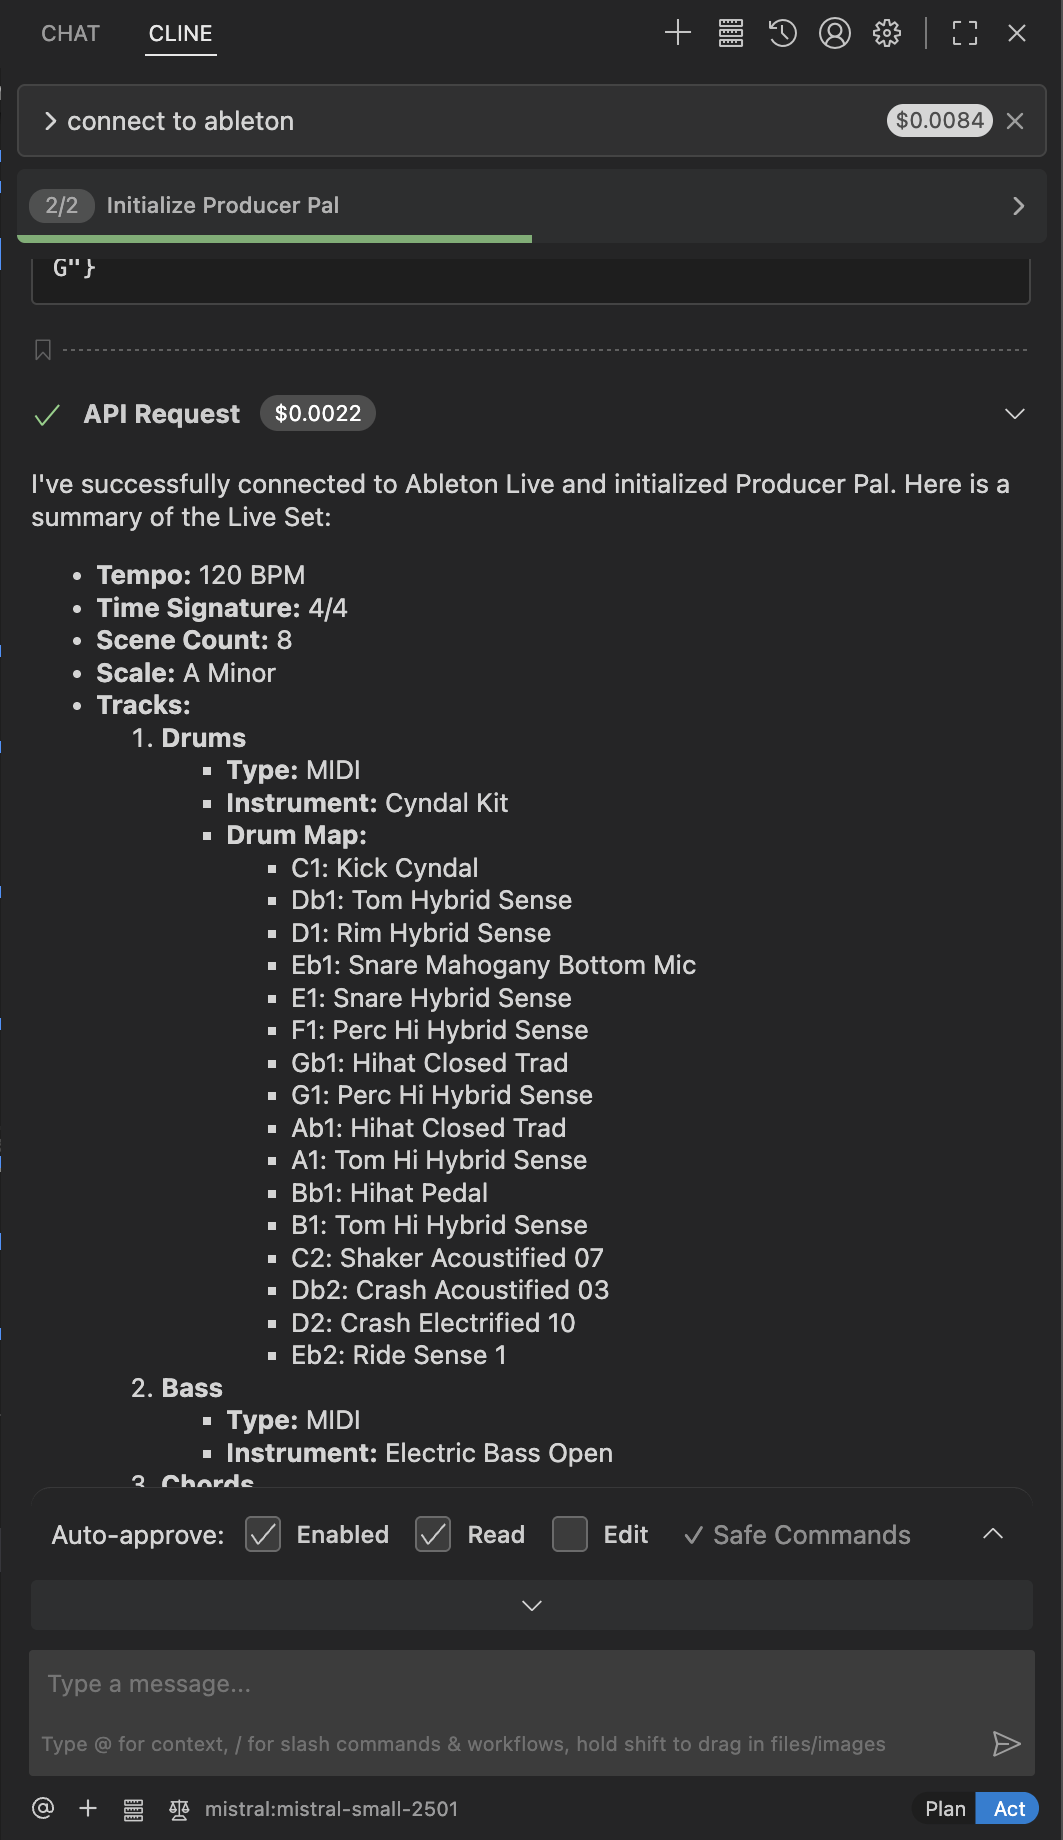 CHAT CLINE
connect to ableton $0.0084
2/2 Initialize Producer Pal
G"}
API Request $0.0022
I've successfully connected to Ableton Live and initialized Producer Pal. Here is a
summary of the Live Set:
• Tempo: 120 BPM
• Time Signature: 4/4
• Scene Count: 8
• Scale: A Minor
• Tracks:
1. Drums
▪ Type: MIDI
▪ Instrument: Cyndal Kit
▪ Drum Map:
▪ C1: Kick Cyndal
▪ Db1: Tom Hybrid Sense
▪ D1: Rim Hybrid Sense
▪ Eb1: Snare Mahogany Bottom Mic
▪ E1: Snare Hybrid Sense
▪ F1: Perc Hi Hybrid Sense
▪ Gb1: Hihat Closed Trad
▪ G1: Perc Hi Hybrid Sense
▪ Ab1: Hihat Closed Trad
▪ A1: Tom Hi Hybrid Sense
▪ Bb1: Hihat Pedal
▪ B1: Tom Hi Hybrid Sense
▪ C2: Shaker Acoustified 07
▪ Db2: Crash Acoustified 03
▪ D2: Crash Electrified 10
▪ Eb2: Ride Sense 1
2. Bass
▪ Type: MIDI
▪ Instrument: Electric Bass Open
3. Chords
Auto-approve: Enabled Read Edit ✓ Safe Commands
Type a message...
Type @ for context, / for slash commands & workflows, hold shift to drag in files/images
@ + mistral:mistral-small-2501 Plan Act